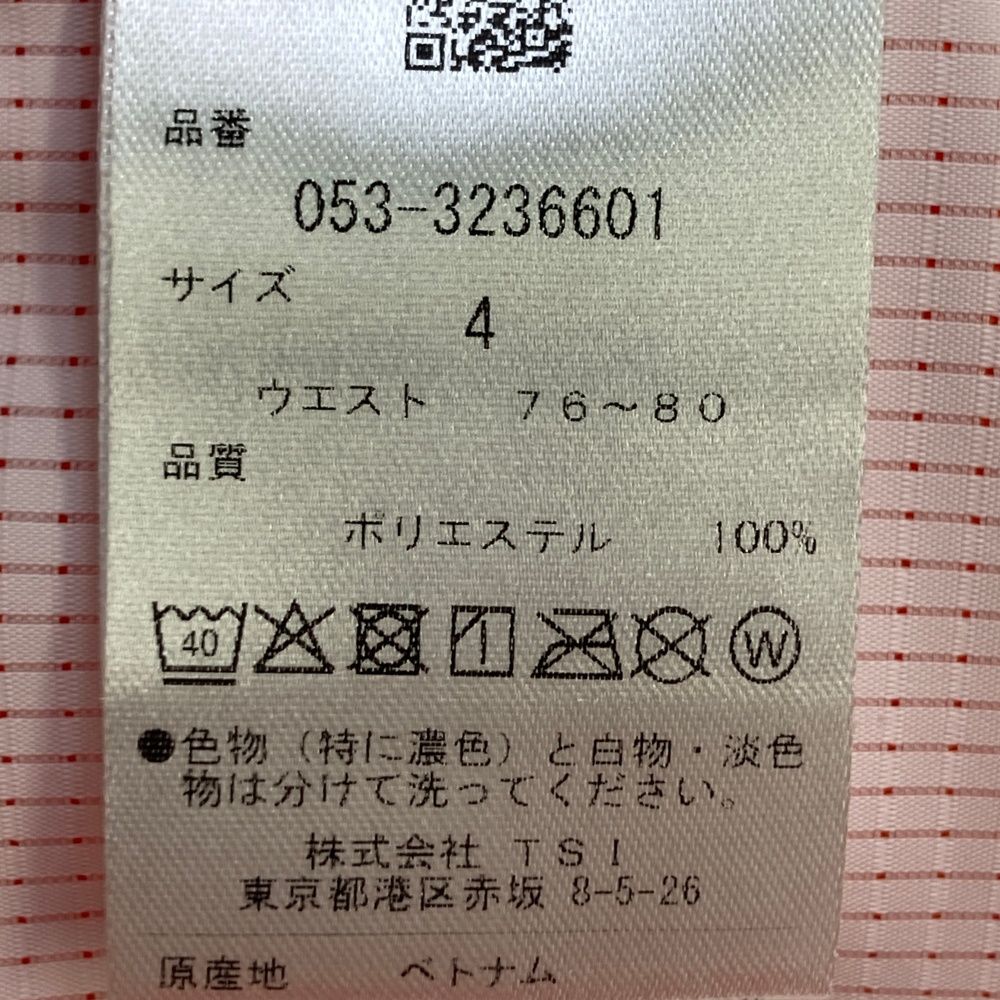 品番
053-3236601
サイズ
4
ウエスト 76～80
品質
ポリエステル 100%
40
W
●色物（特に濃色）と白物・淡色
物は分けて洗ってください。
株式会社 TSI
東京都港区赤坂 8-5-26
原産地 ベトナム